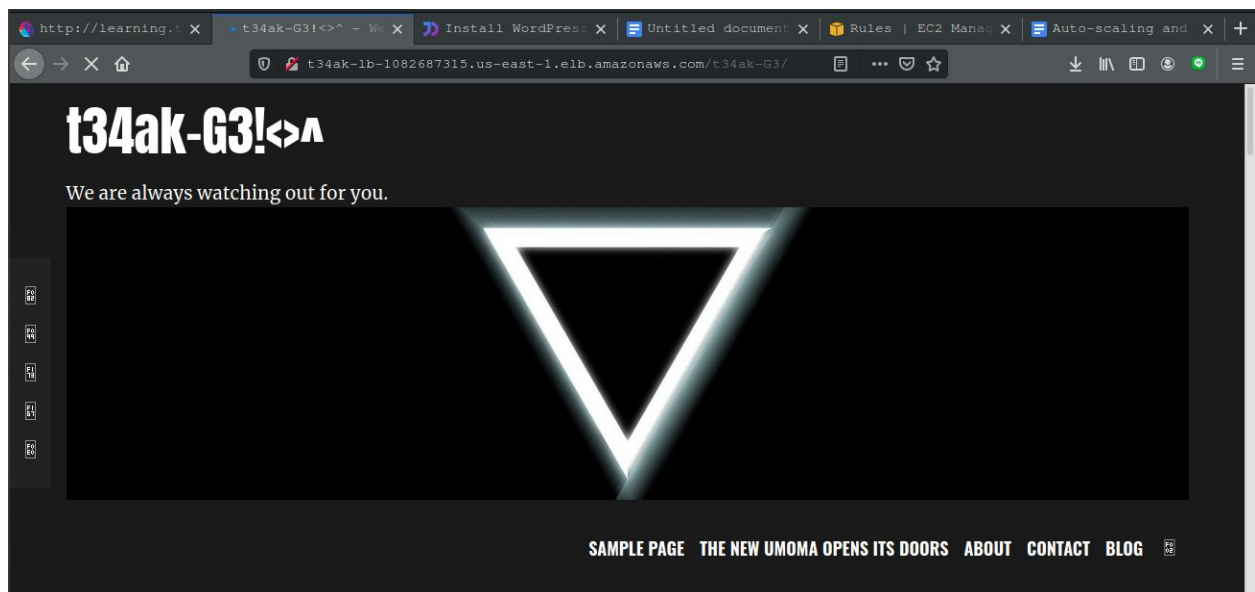 http://learning.t
t34ak-G3!<>^ - We
Install WordPress
Untitled document
Rules | EC2 Manag
Auto-scaling and
t34ak-lb-1082687315.us-east-1.elb.amazonaws.com/t34ak-G3/
t34ak-G3!<>^
We are always watching out for you.
SAMPLE PAGE THE NEW UMOMA OPENS ITS DOORS ABOUT CONTACT BLOG